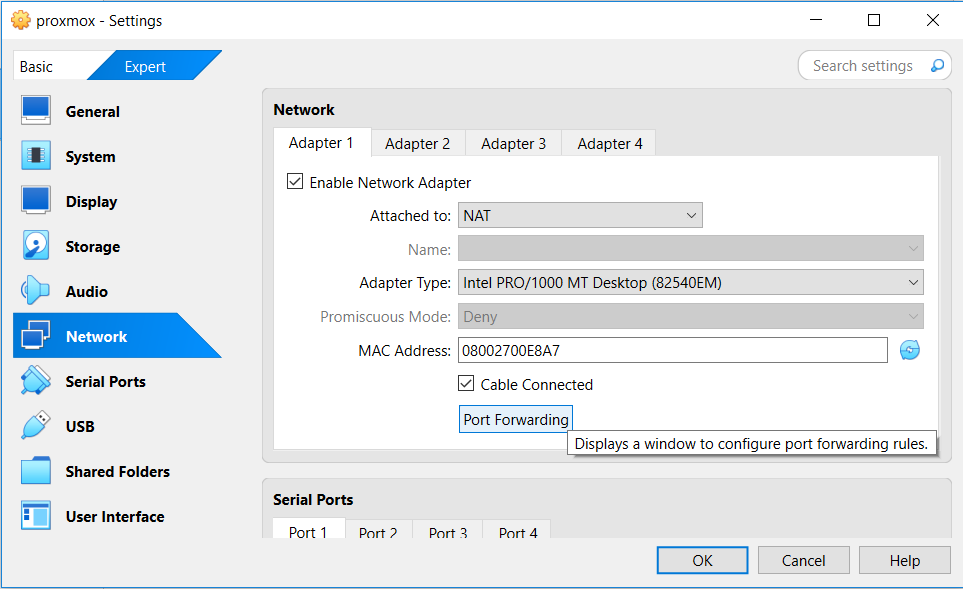 proxmox - Settings
Basic
Expert
Search settings
General
System
Display
Storage
Audio
Network
Serial Ports
USB
Shared Folders
User Interface
Network
Adapter 1
Adapter 2
Adapter 3
Adapter 4
Enable Network Adapter
Attached to: NAT
Name:
Adapter Type: Intel PRO/1000 MT Desktop (82540EM)
Promiscuous Mode: Deny
MAC Address: 08002700E8A7
Cable Connected
Port Forwarding
Displays a window to configure port forwarding rules.
Serial Ports
Port 1
Port 2
Port 3
Port 4
OK
Cancel
Help